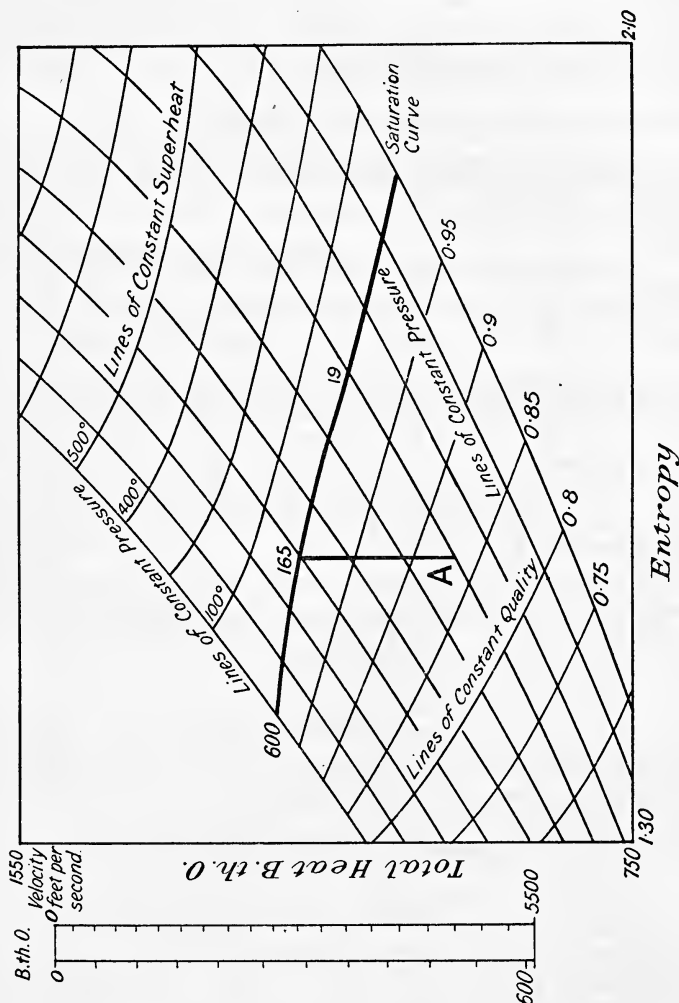 B.th.O.
Velocity
feet per
second.
0
0
600
5500
1550
Total Heat B.th.O.
750
1·30
2·10
Entropy
Lines of Constant Pressure
500°
400°
100°
Lines of Constant Superheat
600
165
19
Saturation
Curve
A
Lines of Constant Pressure
Lines of Constant Quality
0·95
0·9
0·85
0·8
0·75